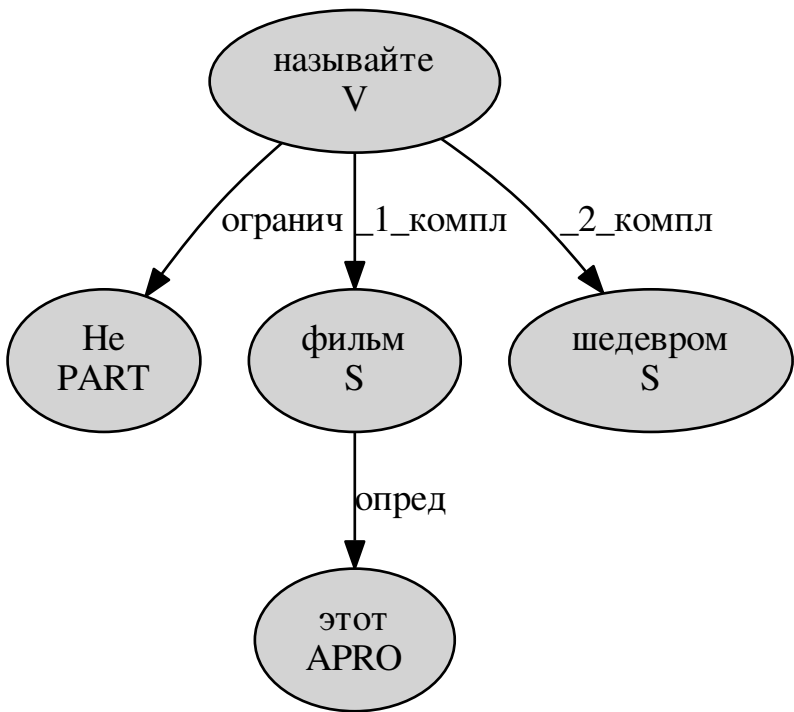 называйте
V
огранич
_1_компл
_2_компл
Не
PART
фильм
S
шедевром
S
опред
этот
APRO